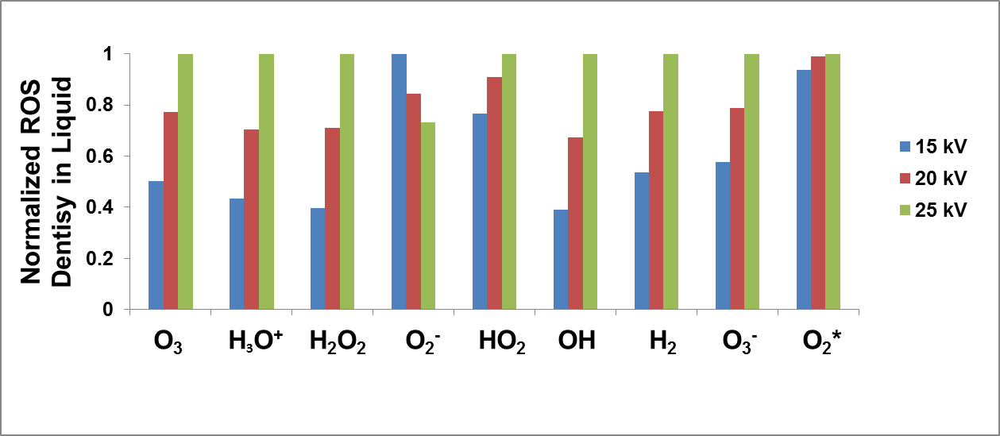 Normalized ROS
Dentisy in Liquid
1
0.8
0.6
0.4
0.2
0
O₃ H₃O⁺ H₂O₂ O₂⁻ HO₂ OH H₂ O₃⁻ O₂*
15 kV
20 kV
25 kV